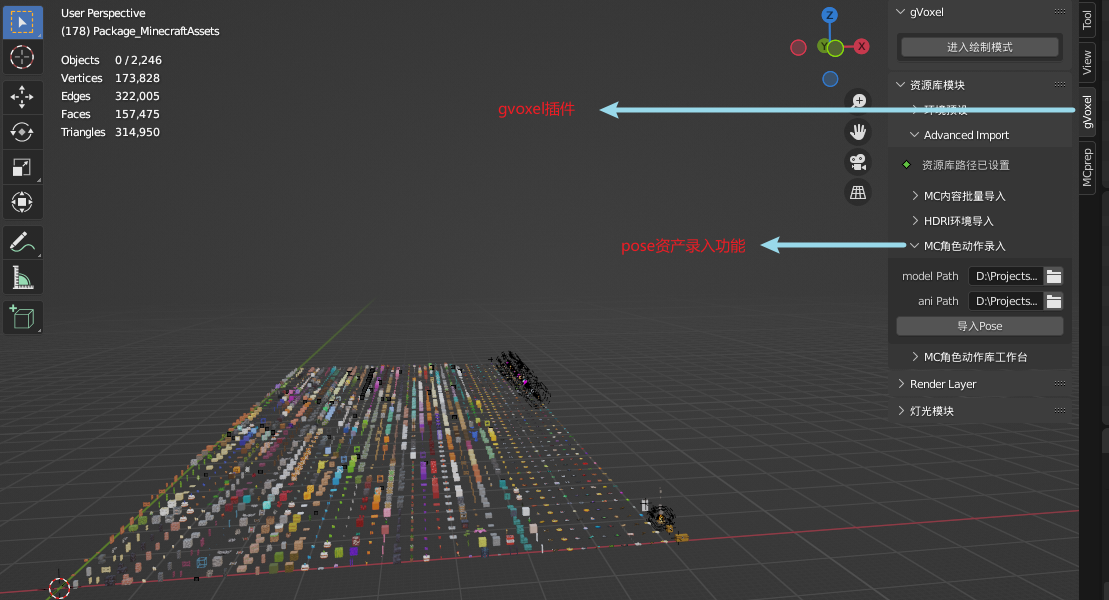 User Perspective
(178) Package_MinecraftAssets
Objects 0 / 2,246
Vertices 173,828
Edges 322,005
Faces 157,475
Triangles 314,950
Z
Y
X
gvoxel插件
pose资产录入功能
gVoxel
进入绘制模式
资源库模块
环境预设
Advanced Import
资源库路径已设置
MC内容批量导入
HDRI环境导入
MC角色动作录入
model Path D:\Projects...
ani Path D:\Projects...
导入Pose
MC角色动作库工作台
Render Layer
灯光模块
Tool
View
gVoxel
MCprep